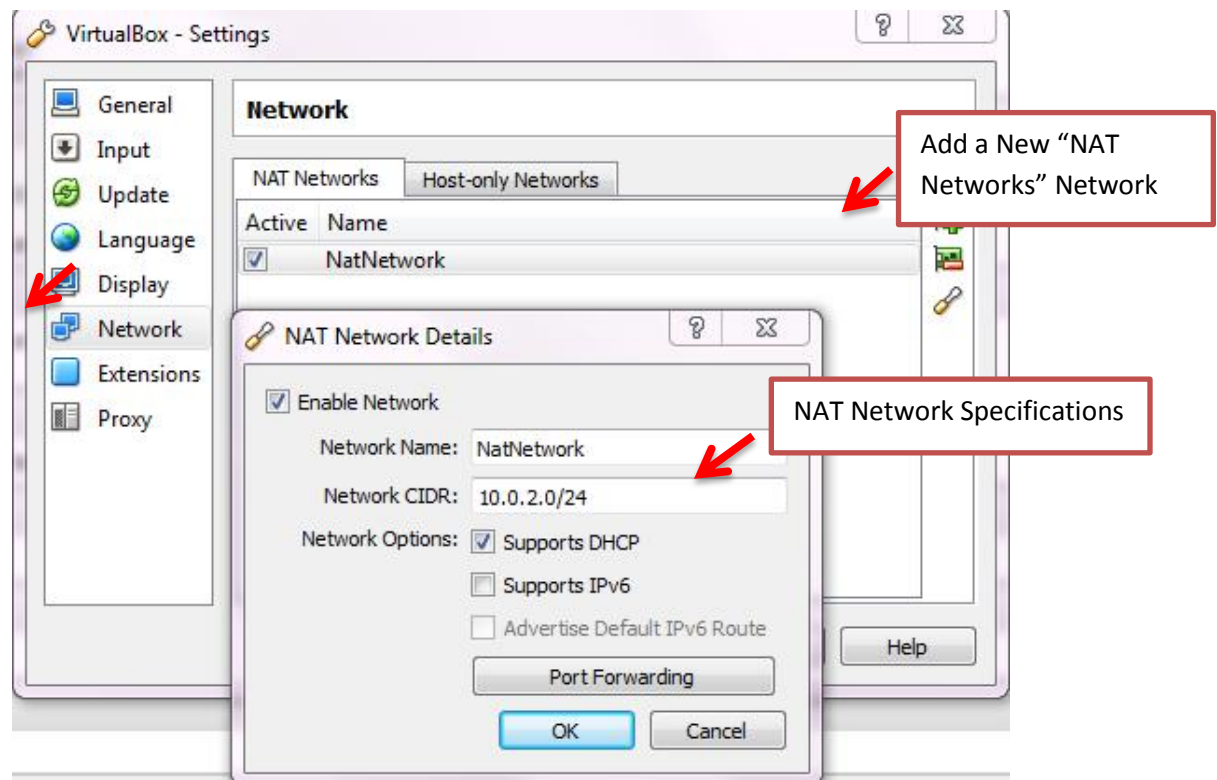 VirtualBox - Settings
General
Input
Update
Language
Display
Network
Extensions
Proxy
Network
NAT Networks
Host-only Networks
Active Name
NatNetwork
Add a New “NAT
Networks” Network
NAT Network Details
Enable Network
Network Name: NatNetwork
Network CIDR: 10.0.2.0/24
Network Options: Supports DHCP
Supports IPv6
Advertise Default IPv6 Route
Port Forwarding
OK
Cancel
NAT Network Specifications
Help